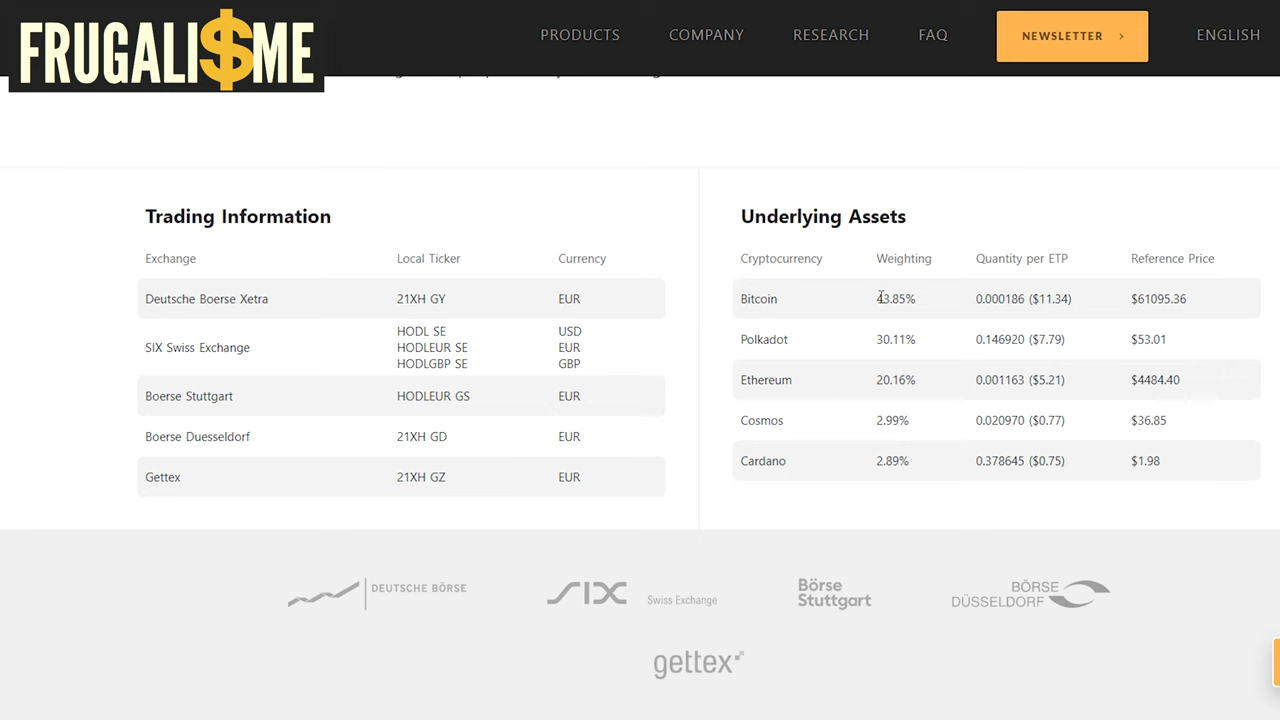 FRUGALI$ME
PRODUCTS COMPANY RESEARCH FAQ NEWSLETTER › ENGLISH
Trading Information
Exchange Local Ticker Currency
Deutsche Boerse Xetra 21XH GY EUR
SIX Swiss Exchange
HODL SE USD
HODLEUR SE EUR
HODLGBP SE GBP
Boerse Stuttgart HODLEUR GS EUR
Boerse Duesseldorf 21XH GD EUR
Gettex 21XH GZ EUR
Underlying Assets
Cryptocurrency Weighting Quantity per ETP Reference Price
Bitcoin 43.85% 0.000186 ($11.34) $61095.36
Polkadot 30.11% 0.146920 ($7.79) $53.01
Ethereum 20.16% 0.001163 ($5.21) $4484.40
Cosmos 2.99% 0.020970 ($0.77) $36.85
Cardano 2.89% 0.378645 ($0.75) $1.98
DEUTSCHE BÖRSE
SIX Swiss Exchange
Börse
Stuttgart
BÖRSE
DÜSSELDORF
gettex